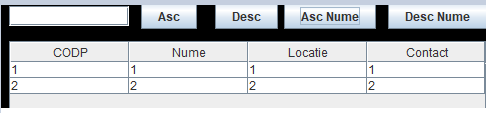 Asc Desc Asc Nume Desc Nume
CODP Nume Locatie Contact
1 1 1 1
2 2 2 2